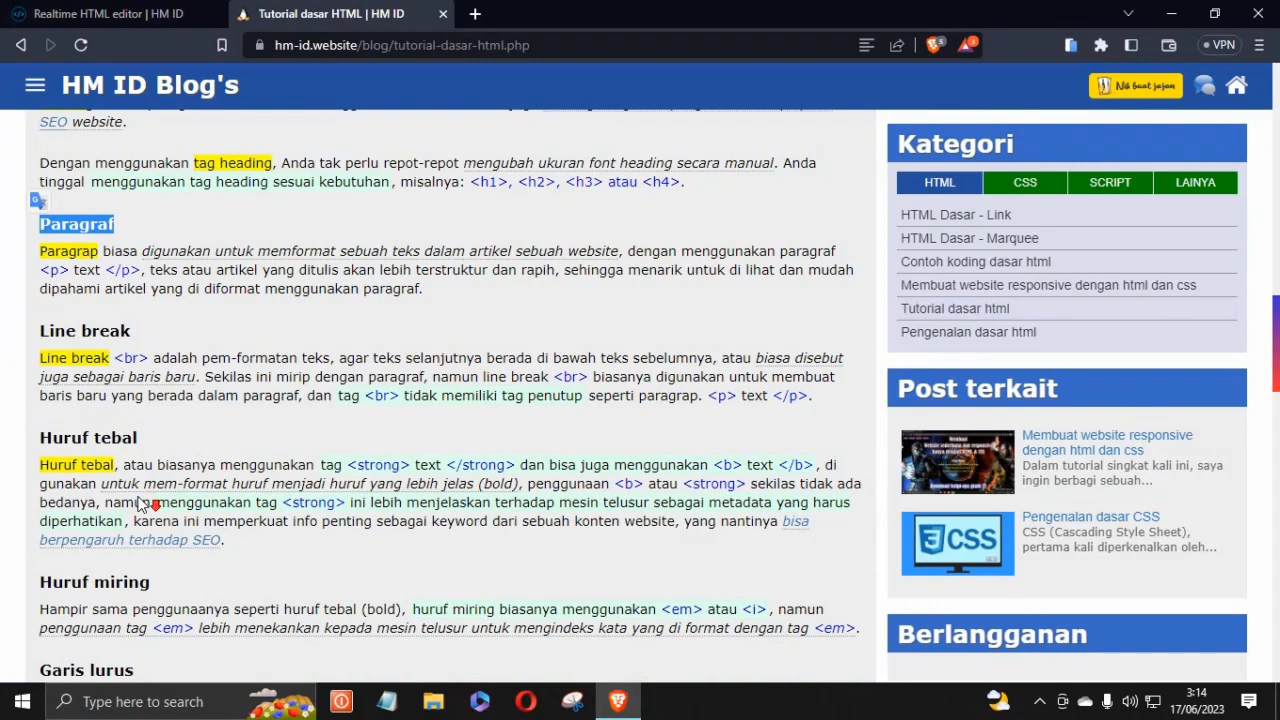 Realtime HTML editor | HM ID
Tutorial dasar HTML | HM ID
hm-id.website/blog/tutorial-dasar-html.php
VPN
HM ID Blog's
Nih buat jajan
SEO website.
Dengan menggunakan tag heading, Anda tak perlu repot-repot mengubah ukuran font heading secara manual. Anda
tinggal menggunakan tag heading sesuai kebutuhan, misalnya: <h1>, <h2>, <h3> atau <h4>.
Paragraf
Paragrap biasa digunakan untuk memformat sebuah teks dalam artikel sebuah website, dengan menggunakan paragraf
<p> text </p>, teks atau artikel yang ditulis akan lebih terstruktur dan rapih, sehingga menarik untuk di lihat dan mudah
dipahami artikel yang di diformat menggunakan paragraf.
Line break
Line break <br> adalah pem-formatan teks, agar teks selanjutnya berada di bawah teks sebelumnya, atau biasa disebut
juga sebagai baris baru. Sekilas ini mirip dengan paragraf, namun line break <br> biasanya digunakan untuk membuat
baris baru yang berada dalam paragraf, dan tag <br> tidak memiliki tag penutup seperti paragrap. <p> text </p>.
Huruf tebal
Huruf tebal, atau biasanya menggunakan tag <strong> text </strong> dan bisa juga menggunakan <b> text </b>, di
gunakan untuk mem-format huruf menjadi huruf yang lebih jelas (bold), penggunaan <b> atau <strong> sekilas tidak ada
bedanya, namun menggunakan tag <strong> ini lebih menjelaskan terhadap mesin telusur sebagai metadata yang harus
diperhatikan, karena ini memperkuat info penting sebagai keyword dari sebuah konten website, yang nantinya bisa
berpengaruh terhadap SEO.
Huruf miring
Hampir sama penggunaanya seperti huruf tebal (bold), huruf miring biasanya menggunakan <em> atau <i>, namun
penggunaan tag <em> lebih menekankan kepada mesin telusur untuk mengindeks kata yang di format dengan tag <em>.
Garis lurus
Kategori
HTML CSS SCRIPT LAINYA
HTML Dasar - Link
HTML Dasar - Marquee
Contoh koding dasar html
Membuat website responsive dengan html dan css
Tutorial dasar html
Pengenalan dasar html
Post terkait
Membuat website responsive
dengan html dan css
Dalam tutorial singkat kali ini, saya
ingin berbagi sebuah...
CSS
Pengenalan dasar CSS
CSS (Cascading Style Sheet),
pertama kali diperkenalkan oleh...
Berlangganan
Type here to search
3:14
17/06/2023